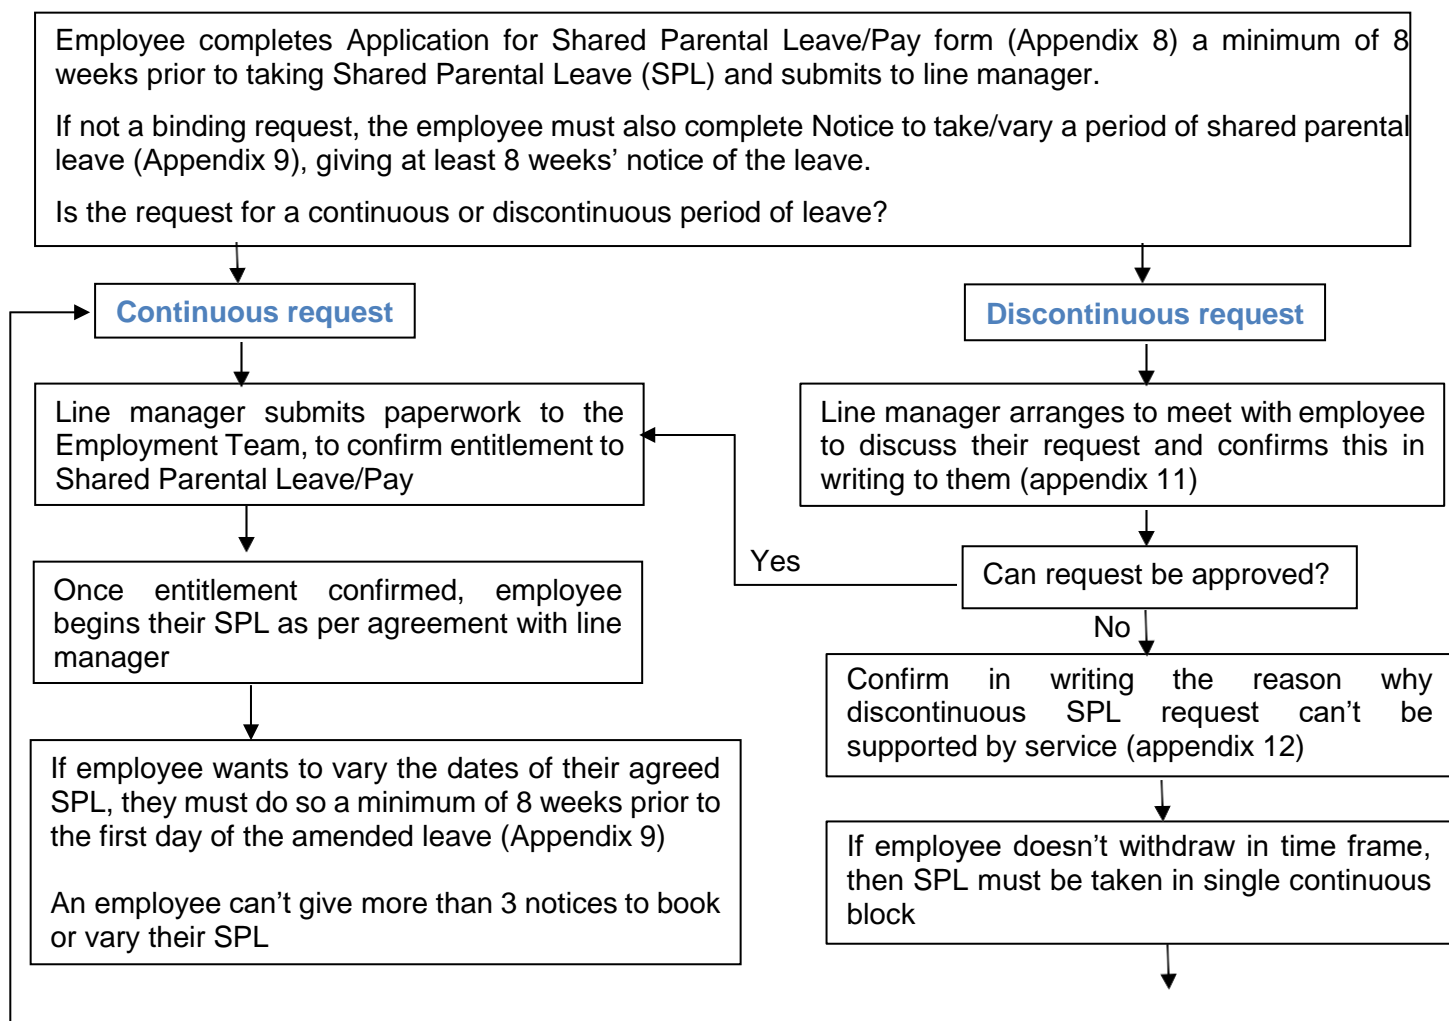 Employee completes Application for Shared Parental Leave/Pay form (Appendix 8) a minimum of 8
weeks prior to taking Shared Parental Leave (SPL) and submits to line manager.
If not a binding request, the employee must also complete Notice to take/vary a period of shared parental
leave (Appendix 9), giving at least 8 weeks’ notice of the leave.
Is the request for a continuous or discontinuous period of leave?
Continuous request
Discontinuous request
Line manager submits paperwork to the
Employment Team, to confirm entitlement to
Shared Parental Leave/Pay
Line manager arranges to meet with employee
to discuss their request and confirms this in
writing to them (appendix 11)
Yes
Can request be approved?
Once entitlement confirmed, employee
begins their SPL as per agreement with line
manager
No
Confirm in writing the reason why
discontinuous SPL request can’t be
supported by service (appendix 12)
If employee wants to vary the dates of their agreed
SPL, they must do so a minimum of 8 weeks prior to
the first day of the amended leave (Appendix 9)
An employee can’t give more than 3 notices to book
or vary their SPL
If employee doesn’t withdraw in time frame,
then SPL must be taken in single continuous
block